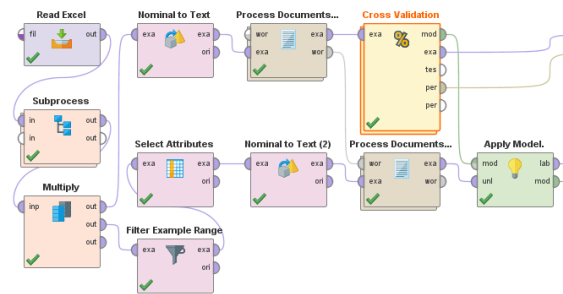 Read Excel
fil out
Nominal to Text
exa exa
ori
Process Documents...
wor exa
exa wor
Cross Validation
%
exa mod
exa
tes
per
per
Subprocess
in out
in out
Multiply
inp out
out
out
Select Attributes
exa exa
ori
Nominal to Text (2)
exa exa
ori
Process Documents...
wor exa
exa wor
Apply Model.
mod lab
unl mod
Filter Example Range
exa exa
ori